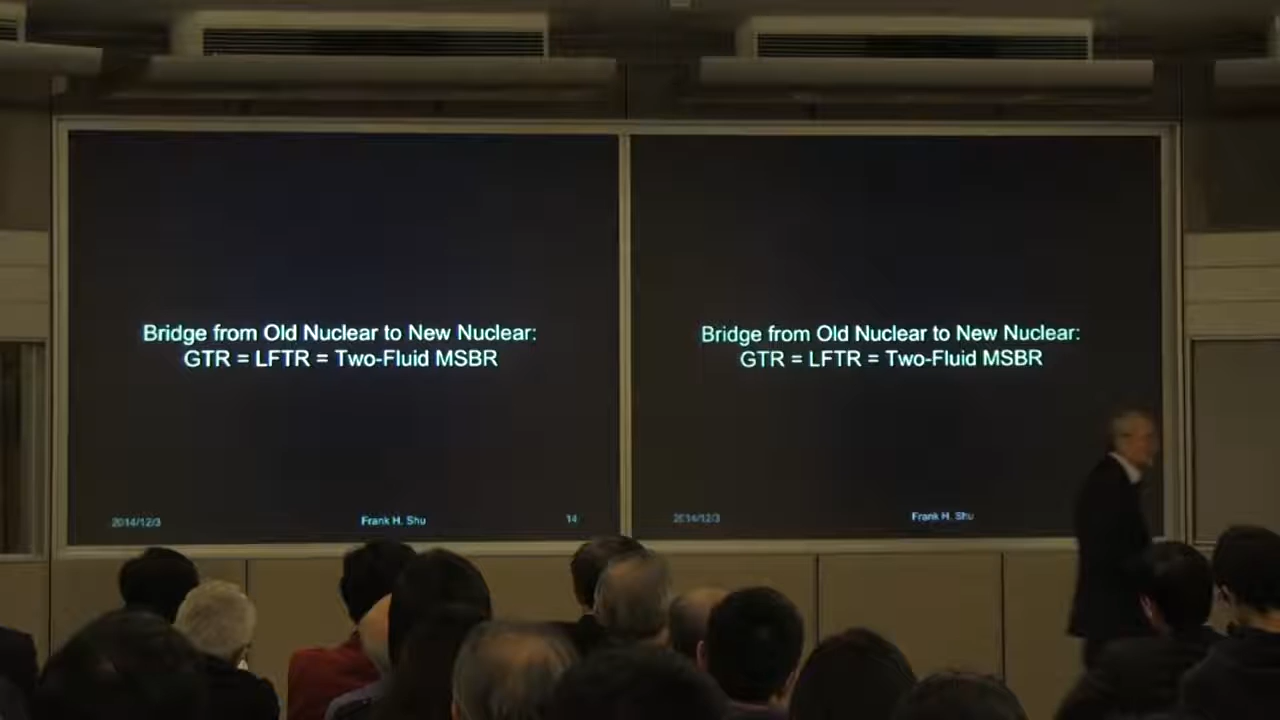 Bridge from Old Nuclear to New Nuclear:
GTR = LFTR = Two-Fluid MSBR
2014/12/3
Frank H. Shu
14
Bridge from Old Nuclear to New Nuclear:
GTR = LFTR = Two-Fluid MSBR
2014/12/3
Frank H. Shu